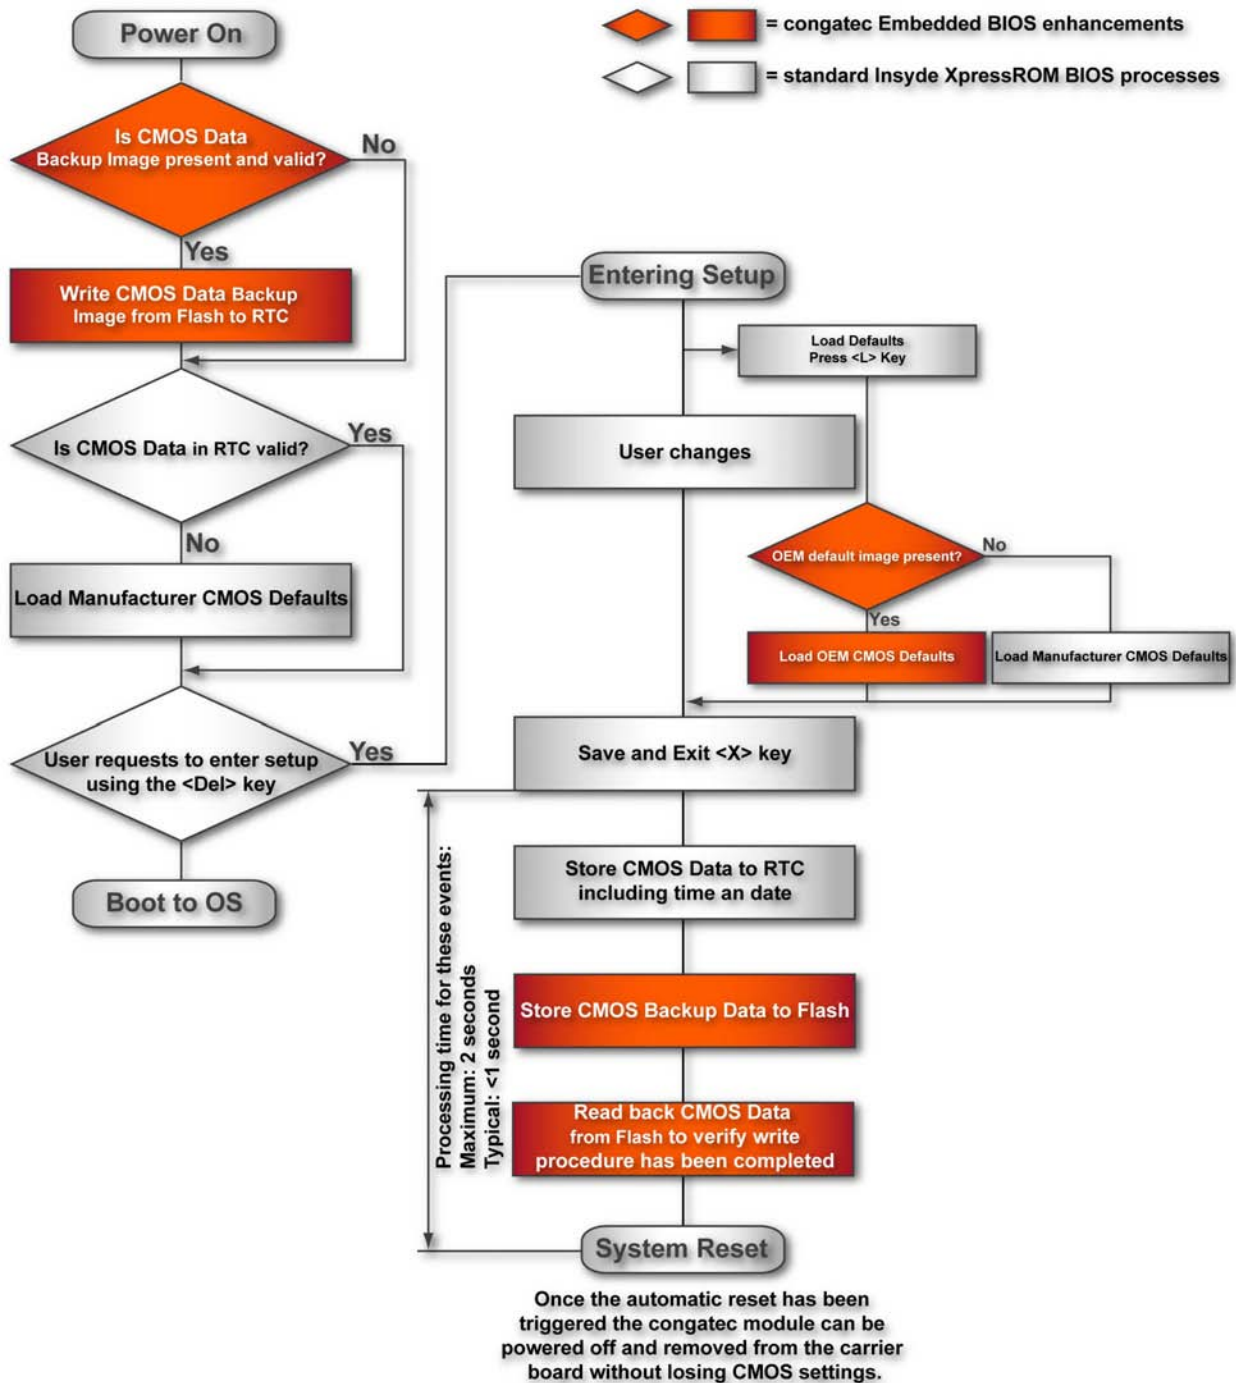 Power On
= congatec Embedded BIOS enhancements
= standard Insyde XpressROM BIOS processes
Is CMOS Data
Backup Image present and valid?
No
Yes
Write CMOS Data Backup
Image from Flash to RTC
Is CMOS Data in RTC valid?
Yes
No
Load Manufacturer CMOS Defaults
User requests to enter setup
using the <Del> key
Yes
Boot to OS
Entering Setup
Load Defaults
Press <L> Key
User changes
OEM default image present?
No
Yes
Load OEM CMOS Defaults
Load Manufacturer CMOS Defaults
Save and Exit <X> key
Processing time for these events:
Maximum: 2 seconds
Typical: <1 second
Store CMOS Data to RTC
including time an date
Store CMOS Backup Data to Flash
Read back CMOS Data
from Flash to verify write
procedure has been completed
System Reset
Once the automatic reset has been
triggered the congatec module can be
powered off and removed from the carrier
board without losing CMOS settings.